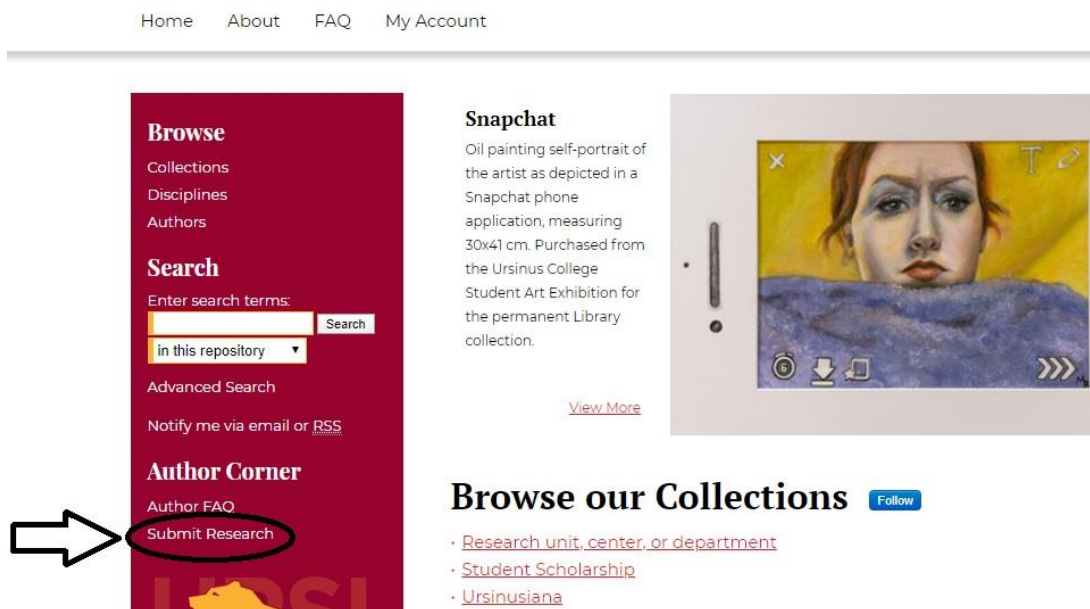 Home About FAQ My Account
Browse
Collections
Disciplines
Authors
Search
Enter search terms:
Search
in this repository
Advanced Search
Notify me via email or RSS
Author Corner
Author FAQ
Submit Research
Snapchat
Oil painting self-portrait of
the artist as depicted in a
Snapchat phone
application, measuring
30x41 cm. Purchased from
the Ursinus College
Student Art Exhibition for
the permanent Library
collection.
View More
T
6
Browse our Collections Follow
· Research unit, center, or department
· Student Scholarship
· Ursinusiana